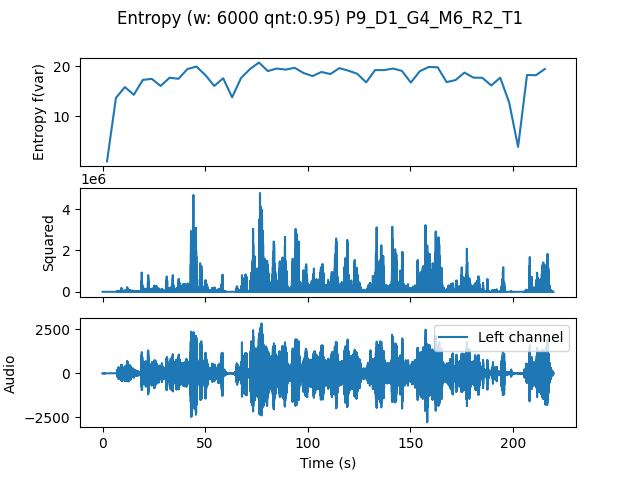 Entropy (w: 6000 qnt:0.95) P9_D1_G4_M6_R2_T1
Entropy f(var)
20
10
1e6
Squared
4
2
0
Audio
2500
0
−2500
Left channel
0
50
100
150
200
Time (s)